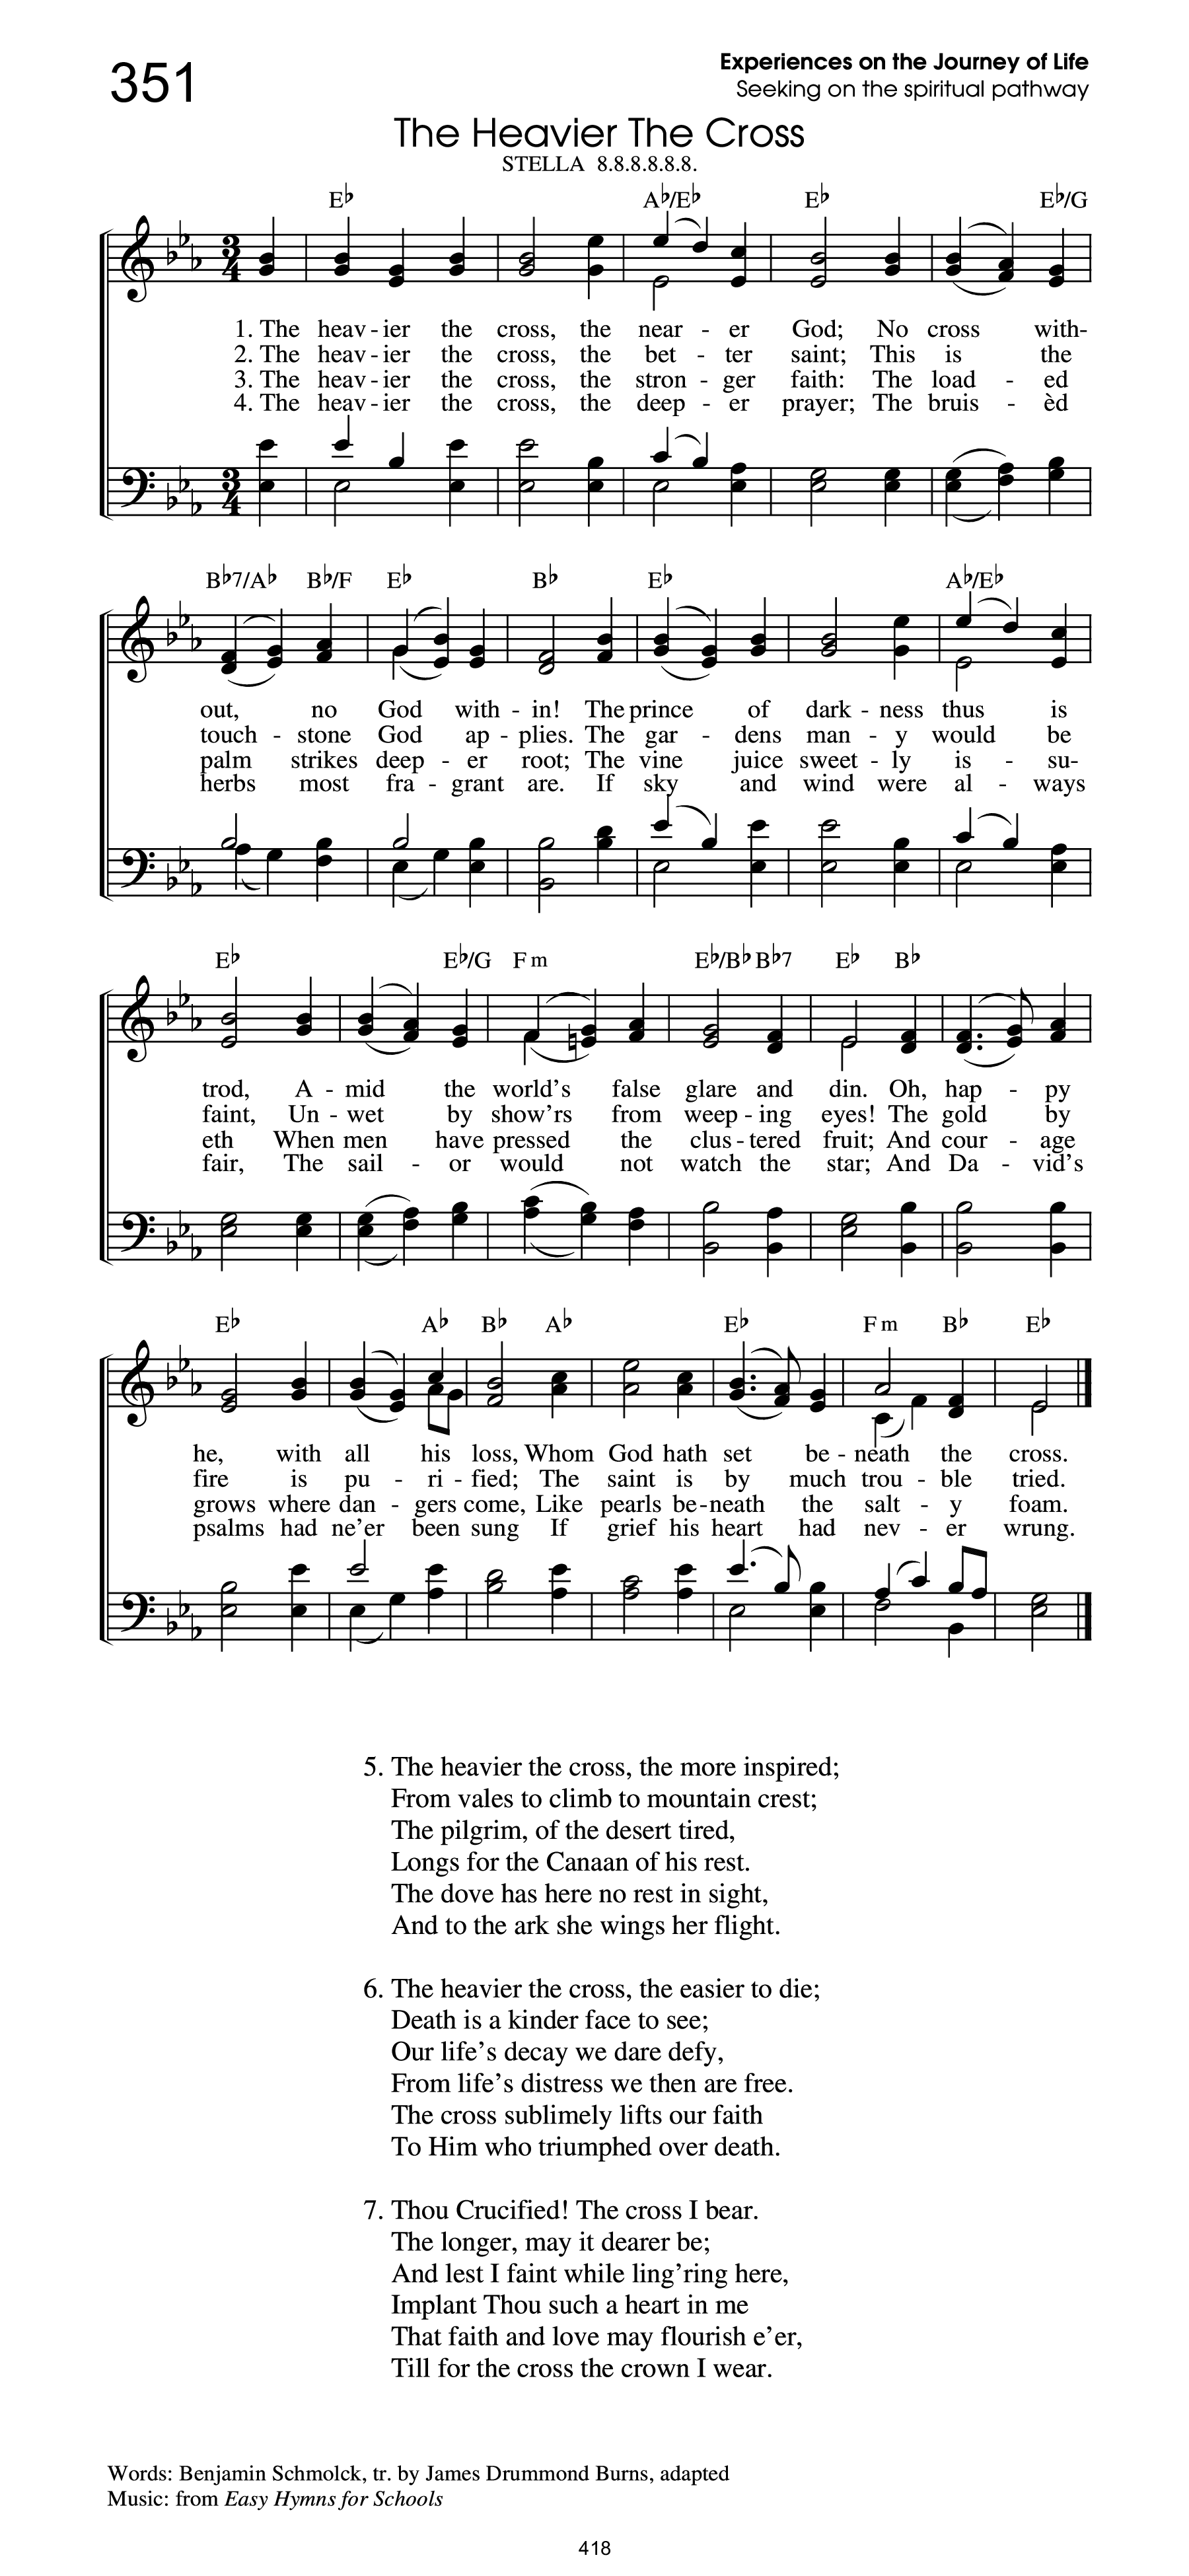 351
Experiences on the Journey of Life
Seeking on the spiritual pathway
The Heavier The Cross
STELLA 8.8.8.8.8.8.
E♭ A♭/E♭ E♭ E♭/G
1. The heav - ier the cross, the near - er God; No cross with-
2. The heav - ier the cross, the bet - ter saint; This is the
3. The heav - ier the cross, the stron - ger faith: The load - ed
4. The heav - ier the cross, the deep - er prayer; The bruis - èd
B♭7/A♭ B♭/F E♭ B♭ E♭ A♭/E♭
out, no God with - in! The prince of dark - ness thus is
touch - stone God ap - plies. The gar - dens man - y would be
palm strikes deep - er root; The vine juice sweet - ly is - su-
herbs most fra - grant are. If sky and wind were al - ways
E♭ E♭/G Fm E♭/B♭ B♭7 E♭ B♭
trod, A - mid the world’s false glare and din. Oh, hap - py
faint, Un - wet by show’rs from weep - ing eyes! The gold by
eth When men have pressed the clus - tered fruit; And cour - age
fair, The sail - or would not watch the star; And Da - vid’s
E♭ A♭ B♭ A♭ E♭ Fm B♭ E♭
he, with all his loss, Whom God hath set be - neath the cross.
fire is pu - ri - fied; The saint is by much trou - ble tried.
grows where dan - gers come, Like pearls be - neath the salt - y foam.
psalms had ne’er been sung If grief his heart had nev - er wrung.
5. The heavier the cross, the more inspired;
From vales to climb to mountain crest;
The pilgrim, of the desert tired,
Longs for the Canaan of his rest.
The dove has here no rest in sight,
And to the ark she wings her flight.
6. The heavier the cross, the easier to die;
Death is a kinder face to see;
Our life’s decay we dare defy,
From life’s distress we then are free.
The cross sublimely lifts our faith
To Him who triumphed over death.
7. Thou Crucified! The cross I bear.
The longer, may it dearer be;
And lest I faint while ling’ring here,
Implant Thou such a heart in me
That faith and love may flourish e’er,
Till for the cross the crown I wear.
Words: Benjamin Schmolck, tr. by James Drummond Burns, adapted
Music: from Easy Hymns for Schools
418